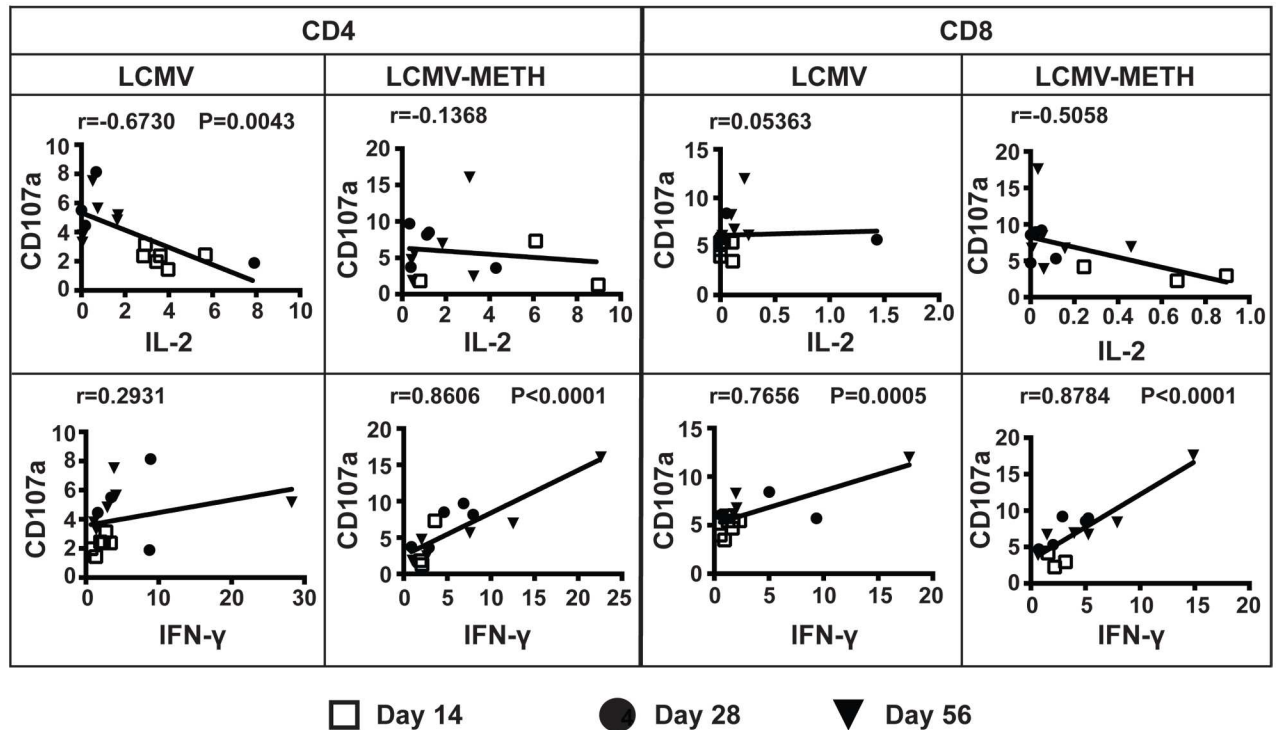 CD4
CD8
LCMV
LCMV-METH
LCMV
LCMV-METH
r=-0.6730 P=0.0043
CD107a
10
8
6
4
2
0
0 2 4 6 8 10
IL-2
r=-0.1368
CD107a
20
15
10
5
0
0 2 4 6 8 10
IL-2
r=0.05363
CD107a
15
10
5
0
0 0.5 1.0 1.5 2.0
IL-2
r=-0.5058
CD107a
20
15
10
5
0
0 0.2 0.4 0.6 0.8 1.0
IL-2
r=0.2931
CD107a
10
8
6
4
2
0
0 10 20 30
IFN-γ
r=0.8606 P<0.0001
CD107a
20
15
10
5
0
0 5 10 15 20 25
IFN-γ
r=0.7656 P=0.0005
CD107a
15
10
5
0
0 5 10 15 20
IFN-γ
r=0.8784 P<0.0001
CD107a
20
15
10
5
0
0 5 10 15 20
IFN-γ
Day 14 4 Day 28 Day 56